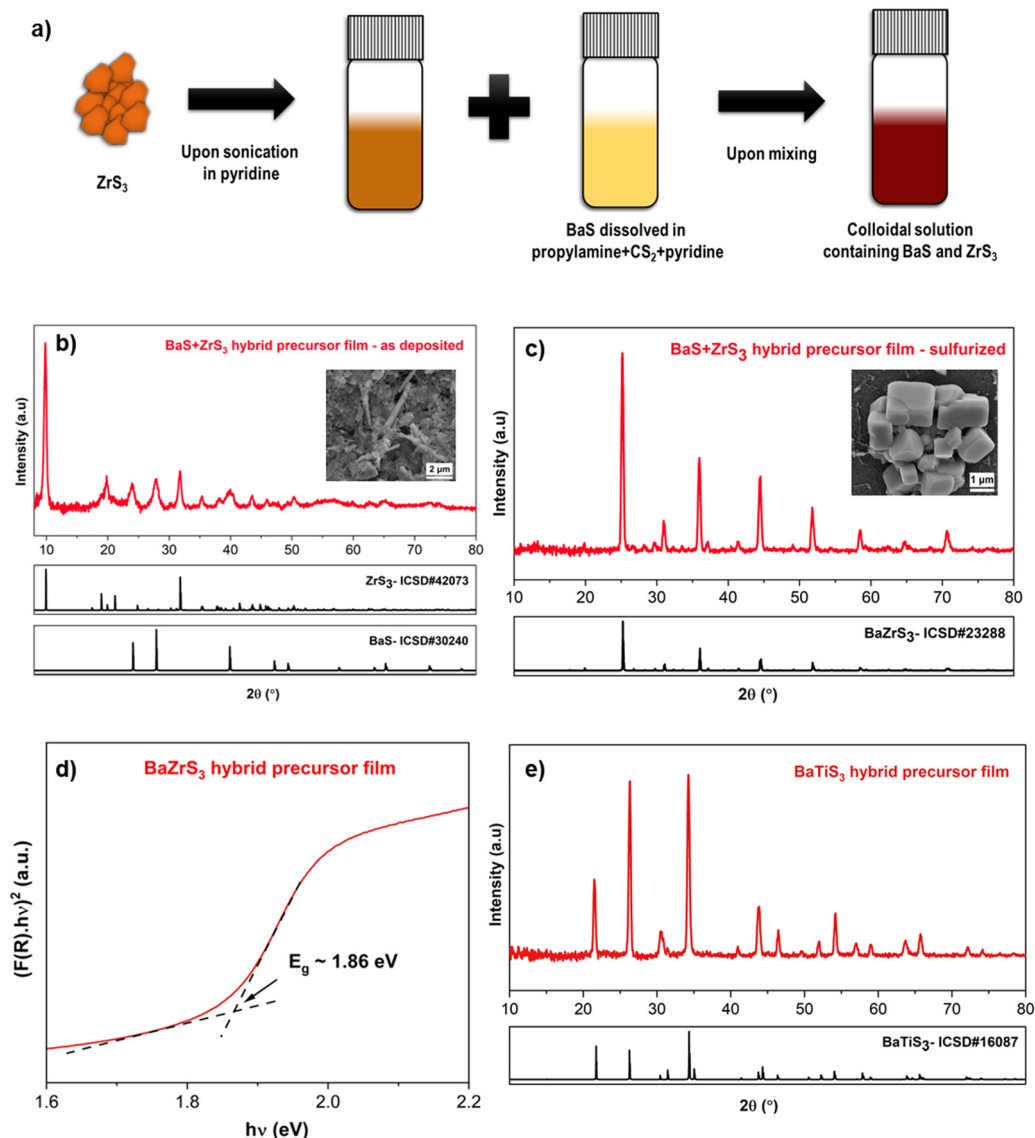 a)
ZrS3
Upon sonication
in pyridine
BaS dissolved in
propylamine+CS2+pyridine
Upon mixing
Colloidal solution
containing BaS and ZrS3
b)
BaS+ZrS3 hybrid precursor film - as deposited
2 µm
Intensity (a.u)
10 20 30 40 50 60 70 80
ZrS3- ICSD#42073
BaS- ICSD#30240
2θ (°)
c)
BaS+ZrS3 hybrid precursor film - sulfurized
1 µm
Intensity (a.u)
10 20 30 40 50 60 70 80
BaZrS3- ICSD#23288
2θ (°)
d)
BaZrS3 hybrid precursor film
(F(R).hν)2 (a.u.)
Eg ~ 1.86 eV
1.6 1.8 2.0 2.2
hν (eV)
e)
BaTiS3 hybrid precursor film
Intensity (a.u)
10 20 30 40 50 60 70 80
BaTiS3- ICSD#16087
2θ (°)